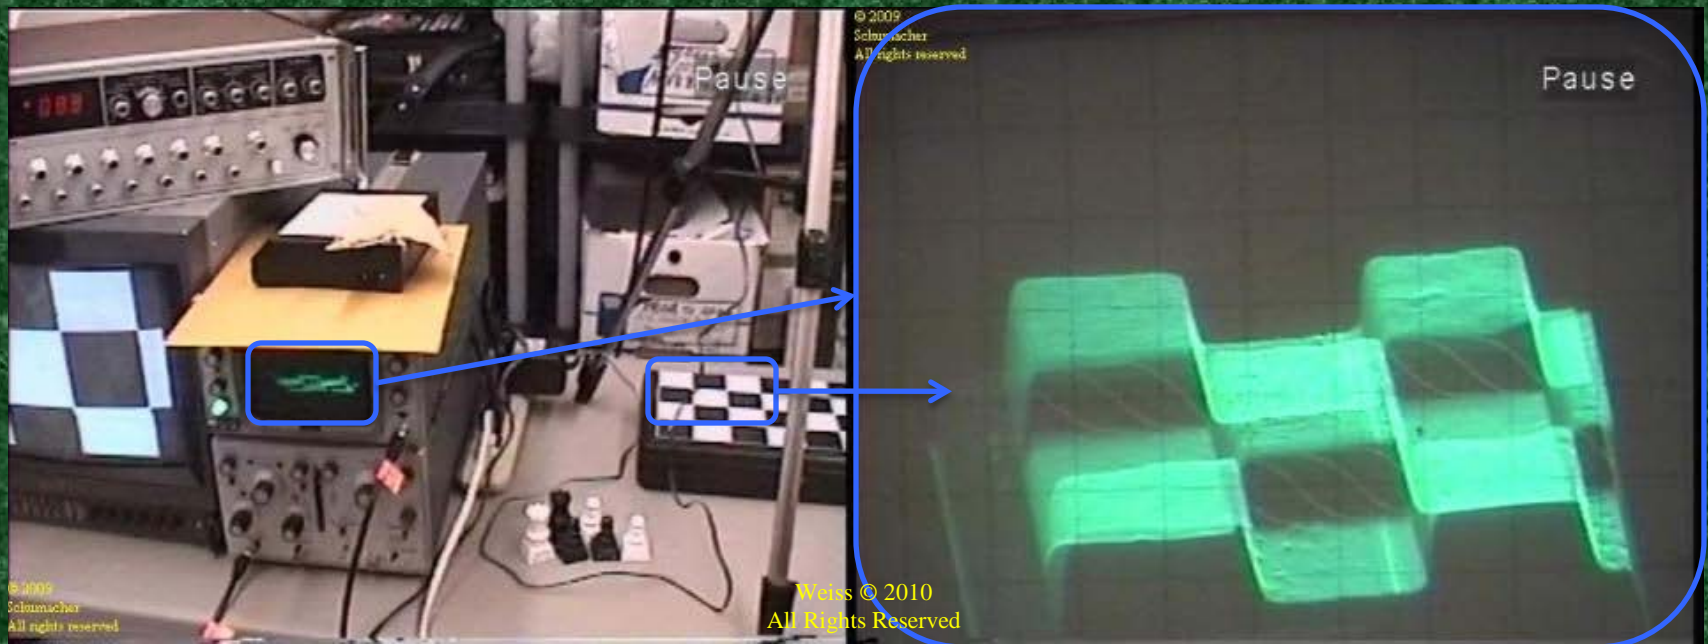 Pause
© 2009
Schumacher
All rights reserved
Pause
© 2009
Schumacher
All rights reserved
Weiss © 2010
All Rights Reserved